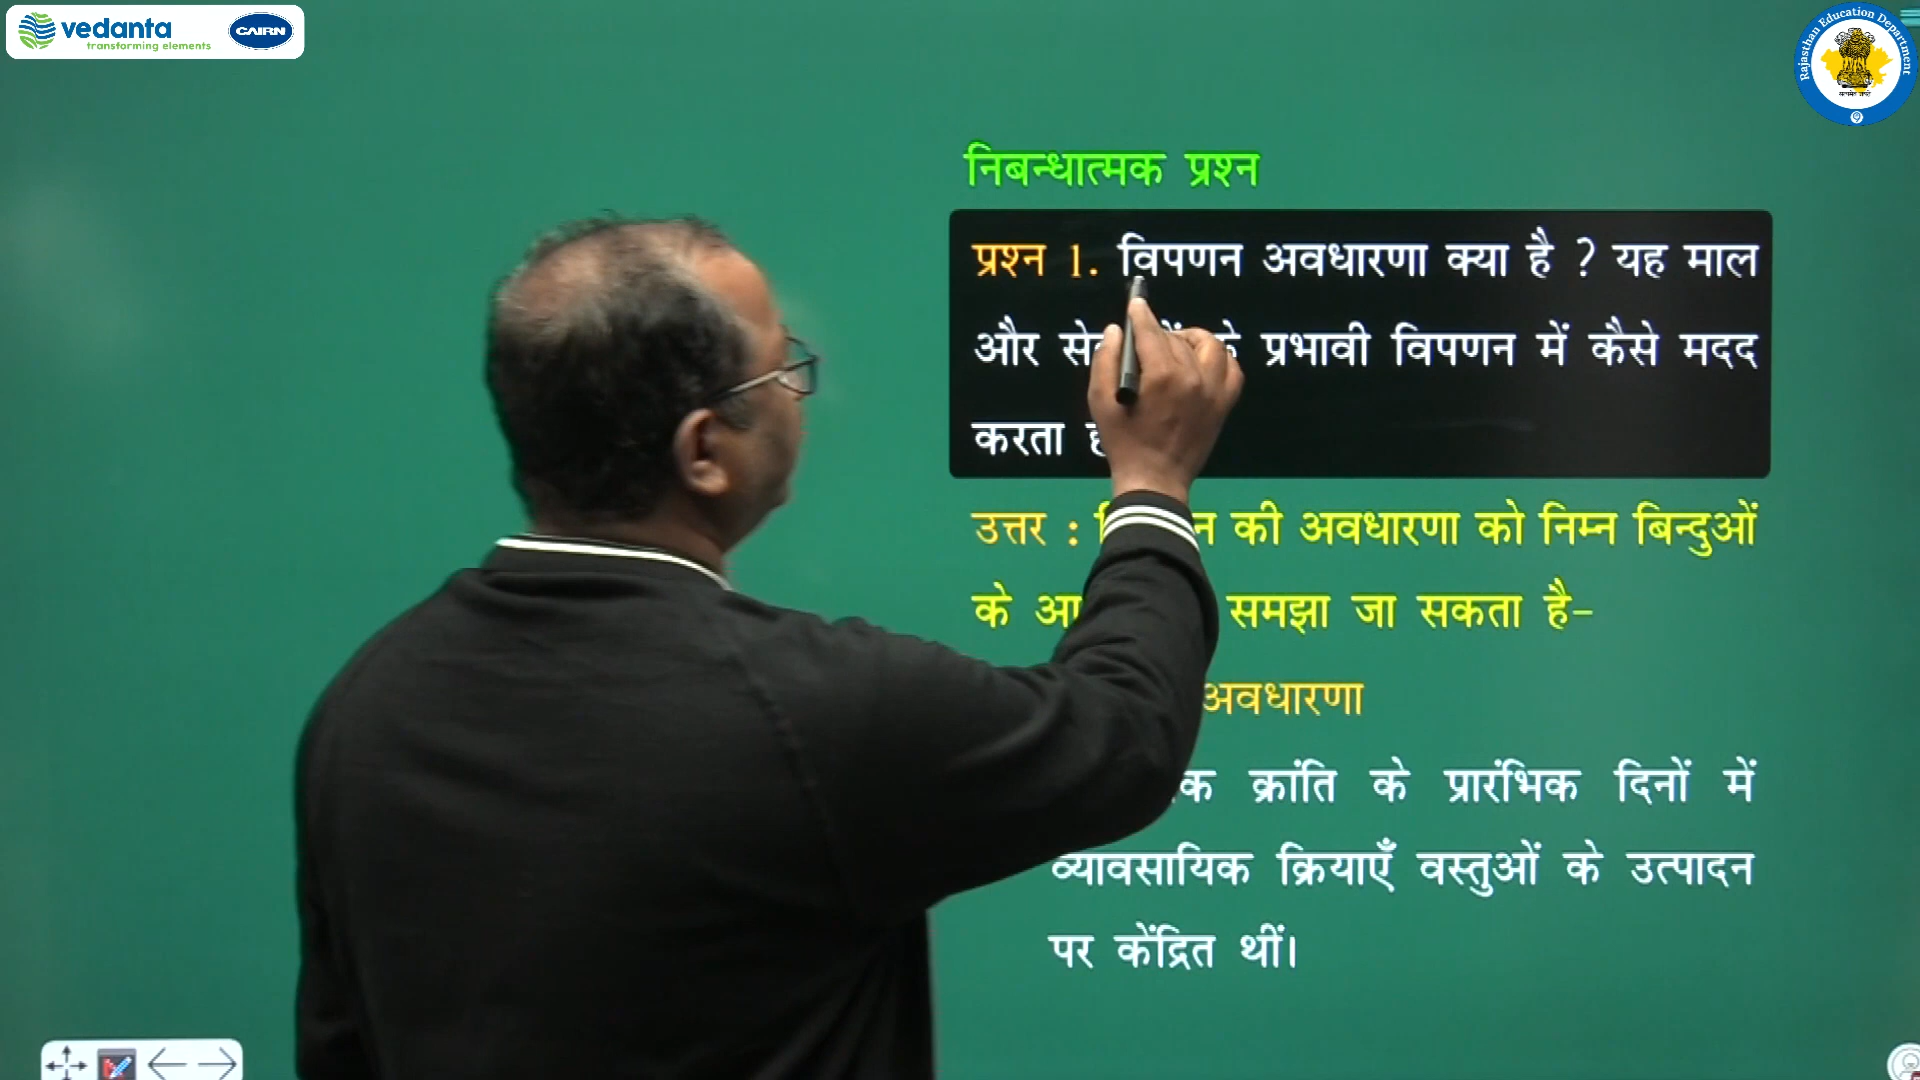 vedanta
transforming elements
CAIRN
Rajasthan Education Department
निबन्धात्मक प्रश्न
प्रश्न 1. विपणन अवधारणा क्या है ? यह माल
और प्रभावी विपणन में कैसे मदद
करता
उत्तर : की अवधारणा को निम्न बिन्दुओं
के समझा जा सकता है-
अवधारणा
क्रांति के प्रारंभिक दिनों में
व्यावसायिक क्रियाएँ वस्तुओं के उत्पादन
पर केंद्रित थीं।